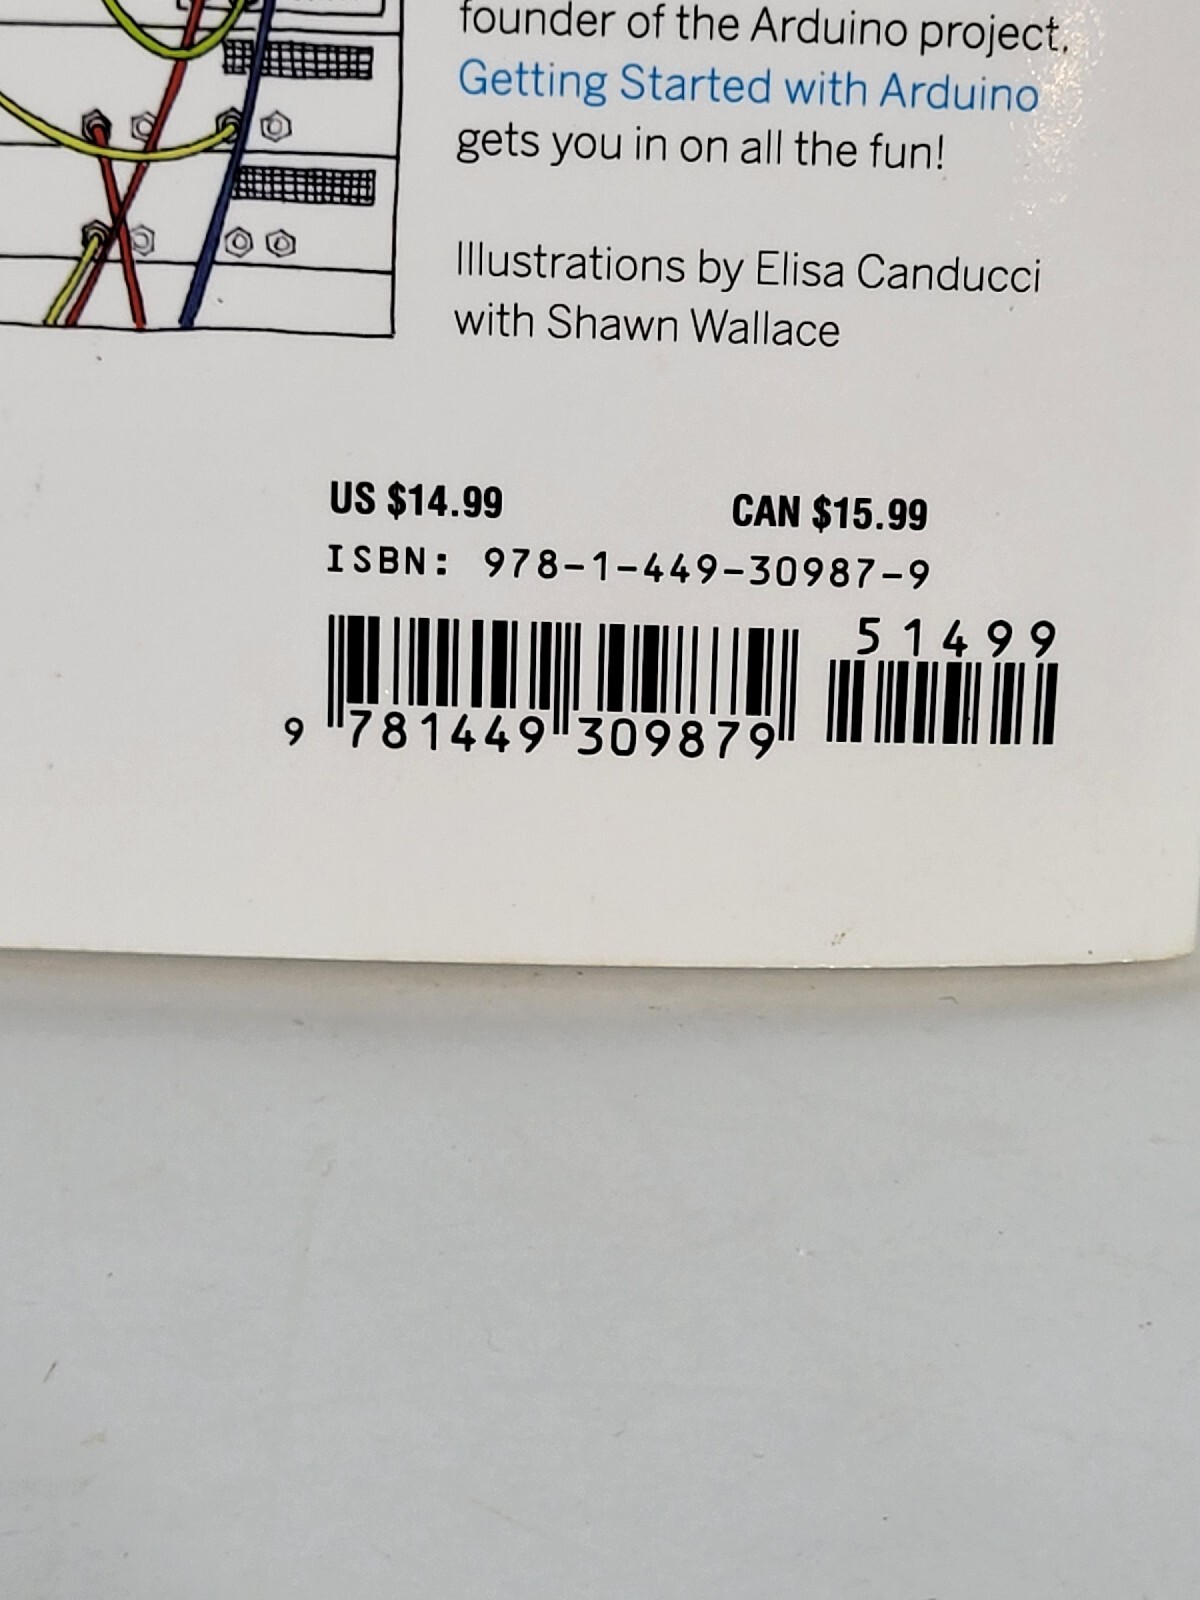 founder of the Arduino project.
Getting Started with Arduino
gets you in on all the fun!
Illustrations by Elisa Canducci
with Shawn Wallace
US $14.99 CAN $15.99
ISBN: 978-1-449-30987-9
51499
9 781449 309879